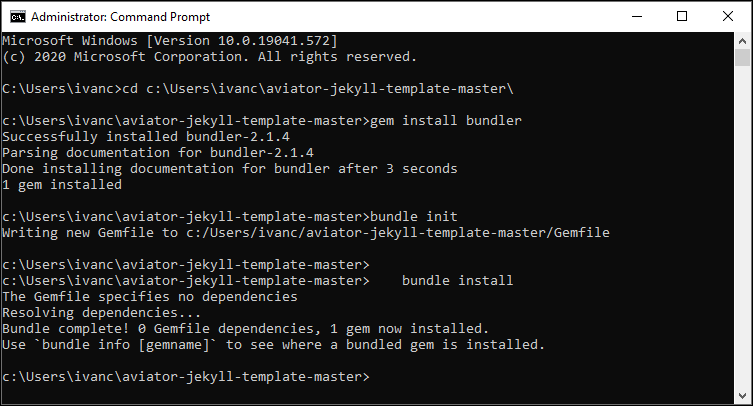 Administrator: Command Prompt
Microsoft Windows [Version 10.0.19041.572]
(c) 2020 Microsoft Corporation. All rights reserved.
C:\Users\ivanc>cd c:\Users\ivanc\aviator-jekyll-template-master\
c:\Users\ivanc\aviator-jekyll-template-master>gem install bundler
Successfully installed bundler-2.1.4
Parsing documentation for bundler-2.1.4
Done installing documentation for bundler after 3 seconds
1 gem installed
c:\Users\ivanc\aviator-jekyll-template-master>bundle init
Writing new Gemfile to c:/Users/ivanc/aviator-jekyll-template-master/Gemfile
c:\Users\ivanc\aviator-jekyll-template-master>
c:\Users\ivanc\aviator-jekyll-template-master>    bundle install
The Gemfile specifies no dependencies
Resolving dependencies...
Bundle complete! 0 Gemfile dependencies, 1 gem now installed.
Use `bundle info [gemname]` to see where a bundled gem is installed.
c:\Users\ivanc\aviator-jekyll-template-master>